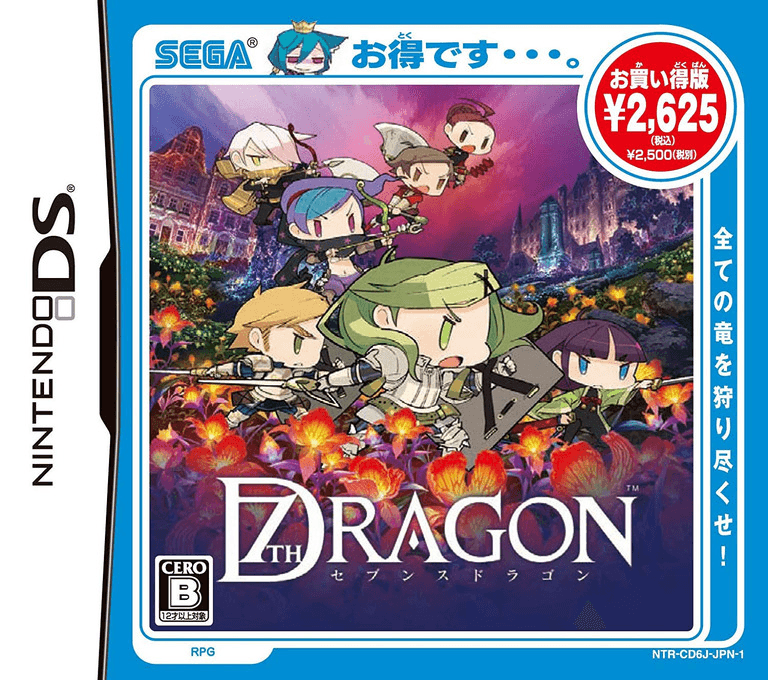 NINTENDO DS®
SEGA®
お得です・・・。
とく
お買い得版
か どくばん
¥2,625
(税込)
¥2,500(税別)
全ての竜を狩り尽くせ!
7TH DRAGON™
セブンスドラゴン
CERO
B
12才以上対象
RPG
NTR-CD6J-JPN-1